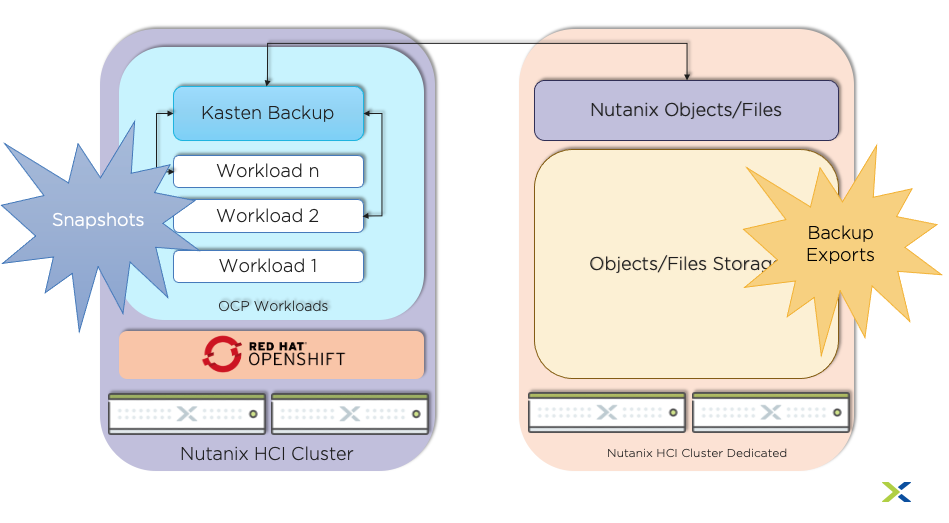 Kasten Backup
Workload n
Workload 2
Workload 1
OCP Workloads
Snapshots
RED HAT
OPENSHIFT
Nutanix HCI Cluster
Nutanix Objects/Files
Objects/Files Storag
Backup
Exports
Nutanix HCI Cluster Dedicated